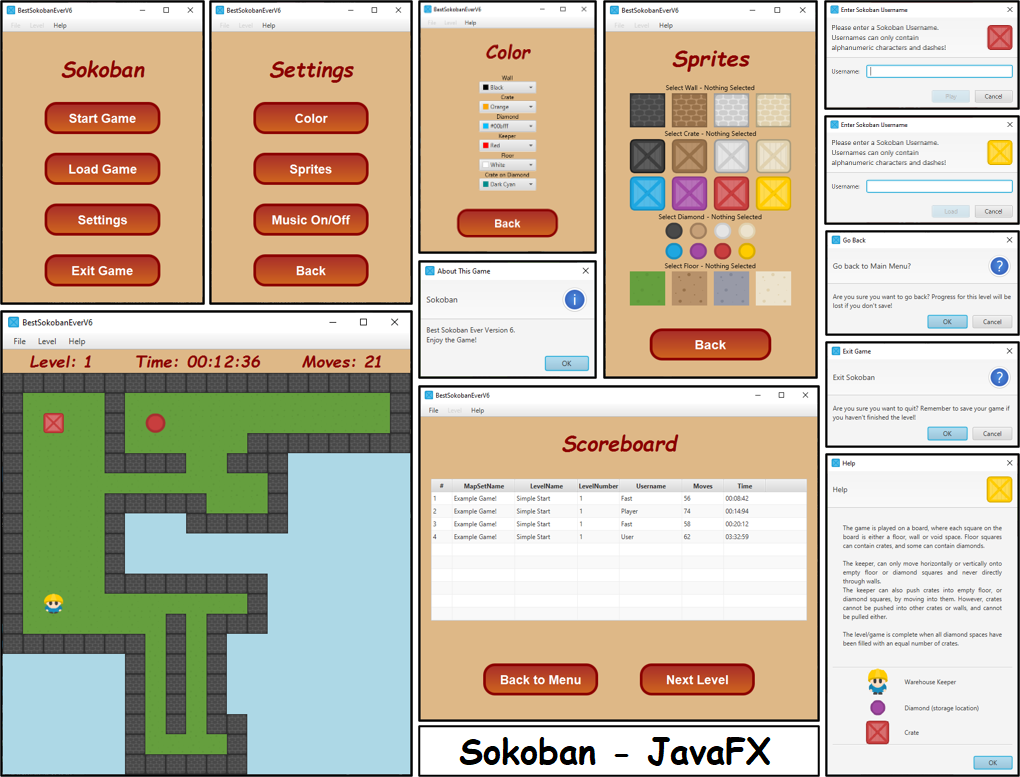 BestSokobanEverV6
File Level Help
Sokoban
Start Game
Load Game
Settings
Exit Game
BestSokobanEverV6
File Level Help
Settings
Color
Sprites
Music On/Off
Back
BestSokobanEverV6
File Level Help
Color
Wall
Black
Crate
Orange
Diamond
#00bfff
Keeper
Red
Floor
White
Crate on Diamond
Dark Cyan
Back
BestSokobanEverV6
File Level Help
Sprites
Select Wall - Nothing Selected
Select Crate - Nothing Selected
Select Diamond - Nothing Selected
Select Floor - Nothing Selected
Back
Enter Sokoban Username
Please enter a Sokoban Username.
Usernames can only contain
alphanumeric characters and dashes!
Username:
Play Cancel
Enter Sokoban Username
Please enter a Sokoban Username.
Usernames can only contain
alphanumeric characters and dashes!
Username:
Load Cancel
Go Back
Go back to Main Menu?
Are you sure you want to go back? Progress for this level will be
lost if you don't save!
OK Cancel
About This Game
Sokoban
Best Sokoban Ever Version 6.
Enjoy the Game!
OK
BestSokobanEverV6
File Level Help
Level: 1 Time: 00:12:36 Moves: 21
Exit Game
Exit Sokoban
Are you sure you want to quit? Remember to save your game if
you haven't finished the level!
OK Cancel
BestSokobanEverV6
File Level Help
Scoreboard
# MapSetName LevelName LevelNumber Username Moves Time
1 Example Game! Simple Start 1 Fast 56 00:08:42
2 Example Game! Simple Start 1 Player 74 00:14:94
3 Example Game! Simple Start 1 Fast 58 00:20:12
4 Example Game! Simple Start 1 User 62 03:32:59
Back to Menu Next Level
Help
Help
The game is played on a board, where each square on the
board is either a floor, wall or void space. Floor squares
can contain crates, and some can contain diamonds.
The keeper, can only move horizontally or vertically onto
empty floor or diamond squares and never directly
through walls.
The keeper can also push crates into empty floor, or
diamond squares, by moving into them. However, crates
cannot be pushed into other crates or walls, and cannot
be pulled either.
The level/game is complete when all diamond spaces have
been filled with an equal number of crates.
Warehouse Keeper
Diamond (storage location)
Crate
OK
Sokoban - JavaFX